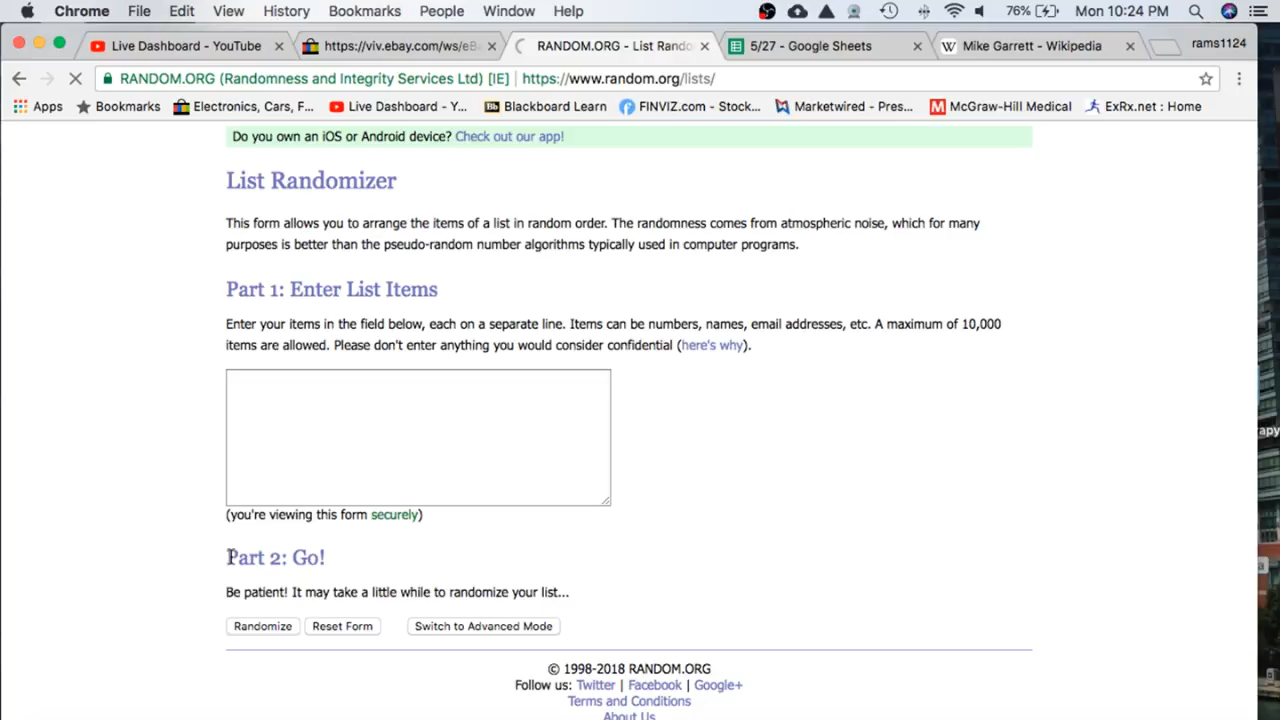 Chrome File Edit View History Bookmarks People Window Help 76% Mon 10:24 PM
Live Dashboard - YouTube https://viv.ebay.com/ws/eB RANDOM.ORG - List Rando 5/27 - Google Sheets Mike Garrett - Wikipedia rams1124
RANDOM.ORG (Randomness and Integrity Services Ltd) [IE] https://www.random.org/lists/
Apps Bookmarks Electronics, Cars, F... Live Dashboard - Y... Bb Blackboard Learn FINVIZ.com - Stock... Marketwired - Pres... M McGraw-Hill Medical ExRx.net : Home
Do you own an iOS or Android device? Check out our app!
List Randomizer
This form allows you to arrange the items of a list in random order. The randomness comes from atmospheric noise, which for many
purposes is better than the pseudo-random number algorithms typically used in computer programs.
Part 1: Enter List Items
Enter your items in the field below, each on a separate line. Items can be numbers, names, email addresses, etc. A maximum of 10,000
items are allowed. Please don't enter anything you would consider confidential (here's why).
apy
(you're viewing this form securely)
Part 2: Go!
Be patient! It may take a little while to randomize your list...
Randomize Reset Form Switch to Advanced Mode
© 1998-2018 RANDOM.ORG
Follow us: Twitter | Facebook | Google+
Terms and Conditions
About Us